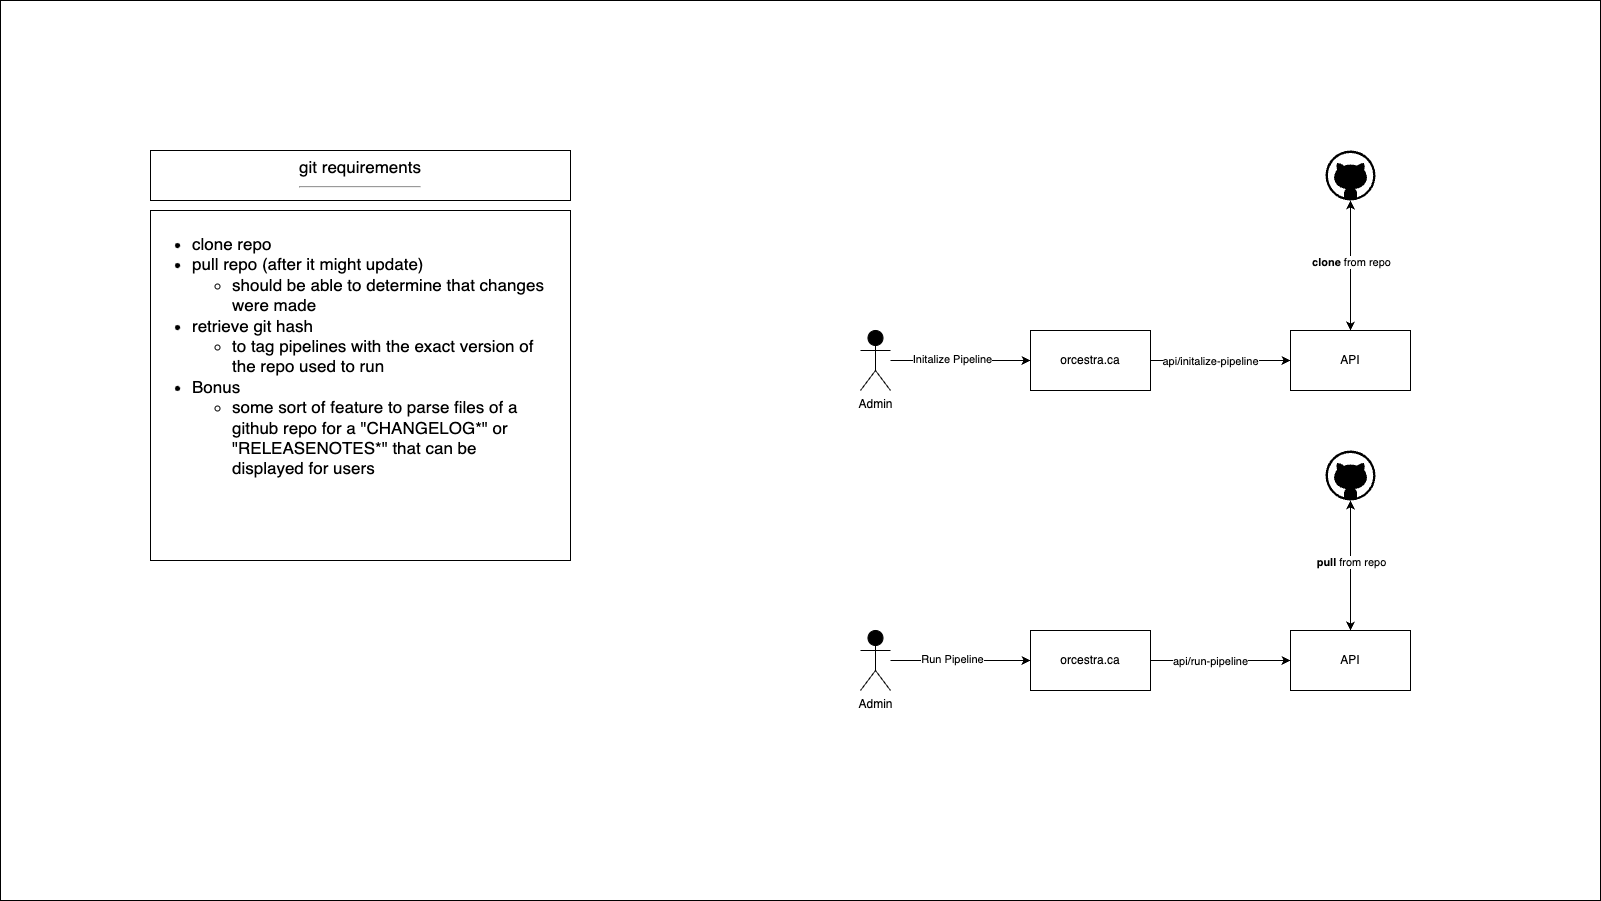 git requirements
clone repo
pull repo (after it might update)
should be able to determine that changes
were made
retrieve git hash
to tag pipelines with the exact version of
the repo used to run
Bonus
some sort of feature to parse files of a
github repo for a "CHANGELOG*" or
"RELEASENOTES*" that can be
displayed for users
clone from repo
Initalize Pipeline
orcestra.ca
api/initalize-pipeline
API
Admin
pull from repo
Run Pipeline
orcestra.ca
api/run-pipeline
API
Admin